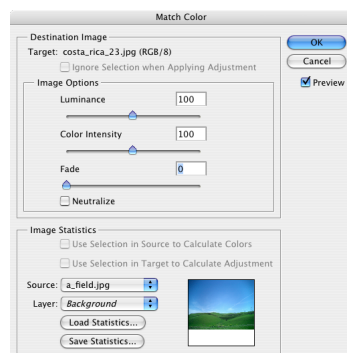 Match Color
Destination Image
Target: costa_rica_23.jpg (RGB/8)
Ignore Selection when Applying Adjustment
Image Options
Luminance 100
Color Intensity 100
Fade 0
Neutralize
OK
Cancel
Preview
Image Statistics
Use Selection in Source to Calculate Colors
Use Selection in Target to Calculate Adjustment
Source: a_field.jpg
Layer: Background
Load Statistics...
Save Statistics...